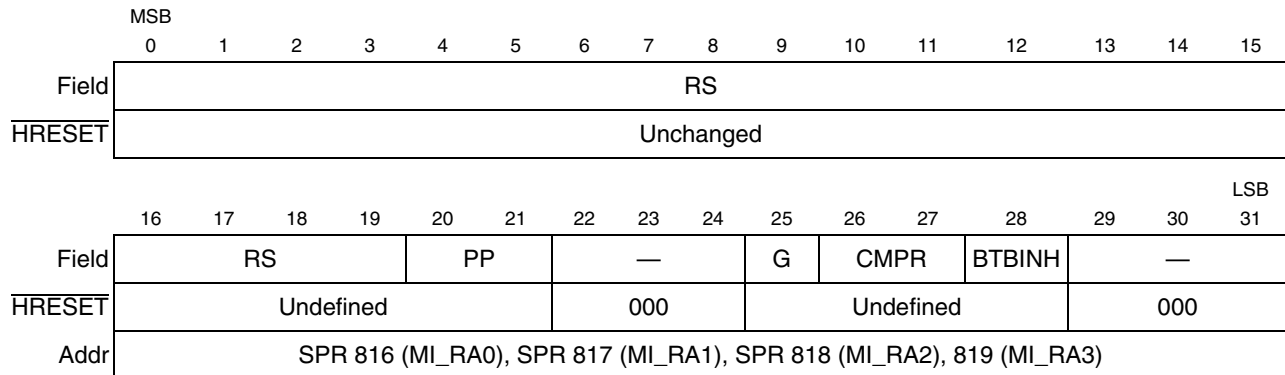 MSB
0 1 2 3 4 5 6 7 8 9 10 11 12 13 14 15
Field RS
HRESET Unchanged
LSB
16 17 18 19 20 21 22 23 24 25 26 27 28 29 30 31
Field RS PP — G CMPR BTBINH —
HRESET Undefined 000 Undefined 000
Addr SPR 816 (MI_RA0), SPR 817 (MI_RA1), SPR 818 (MI_RA2), 819 (MI_RA3)